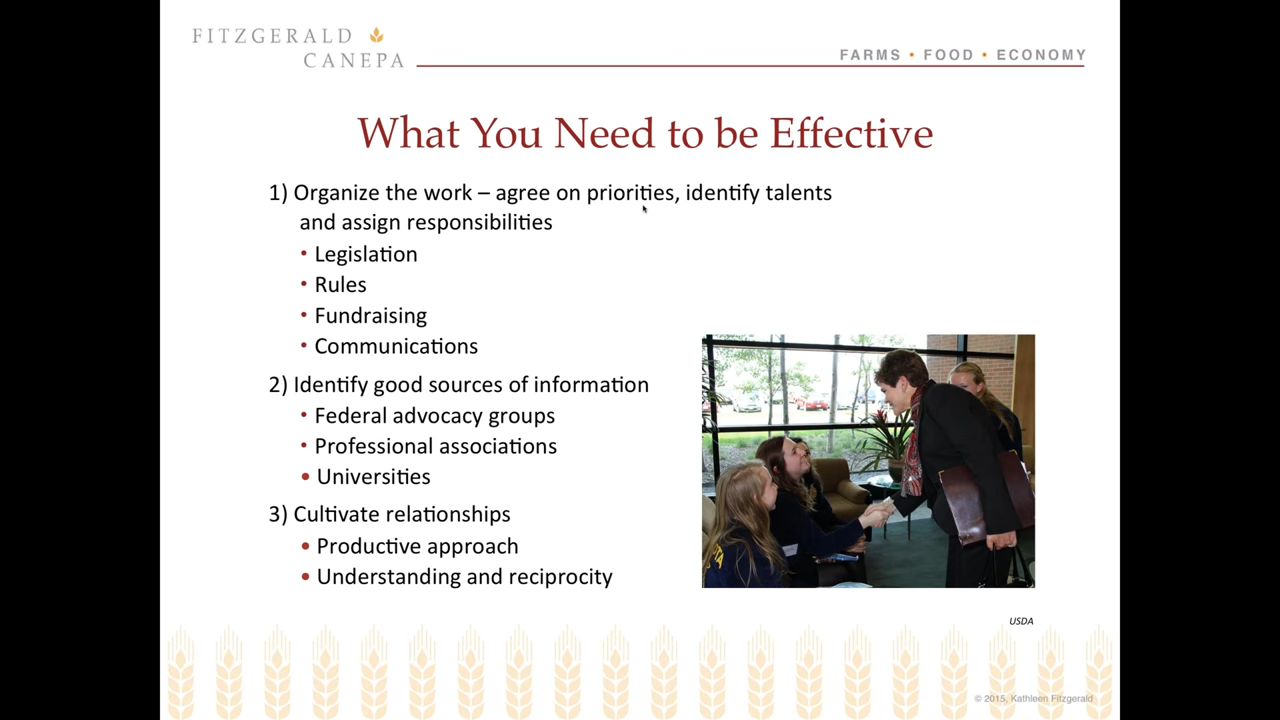 FITZGERALD
CANEPA
FARMS • FOOD • ECONOMY
What You Need to be Effective
1) Organize the work – agree on priorities, identify talents
and assign responsibilities
• Legislation
• Rules
• Fundraising
• Communications
2) Identify good sources of information
• Federal advocacy groups
• Professional associations
• Universities
3) Cultivate relationships
• Productive approach
• Understanding and reciprocity
USDA
© 2015, Kathleen Fitzgerald